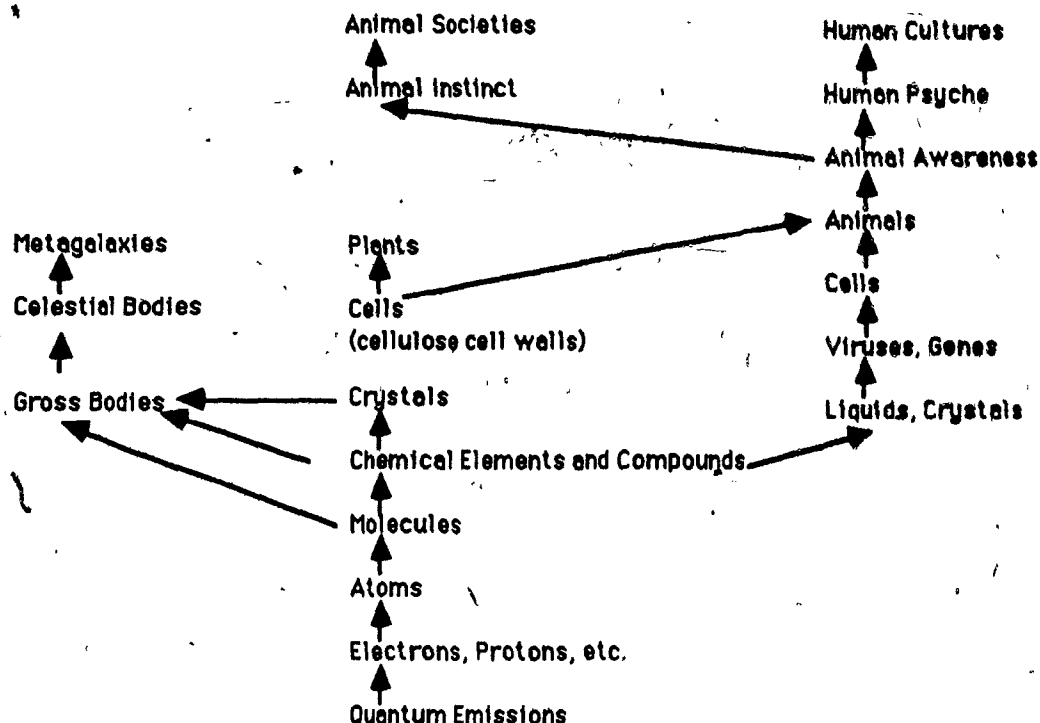 Animal Societies
Human Cultures
Animal Instinct
Human Psyche
Animal Awareness
Animals
Metagalaxies
Plants
Cells
Celestial Bodies
Cells
(cellulose cell walls)
Viruses, Genes
Gross Bodies
Crystals
Liquids, Crystals
Chemical Elements and Compounds
Molecules
Atoms
Electrons, Protons, etc.
Quantum Emissions